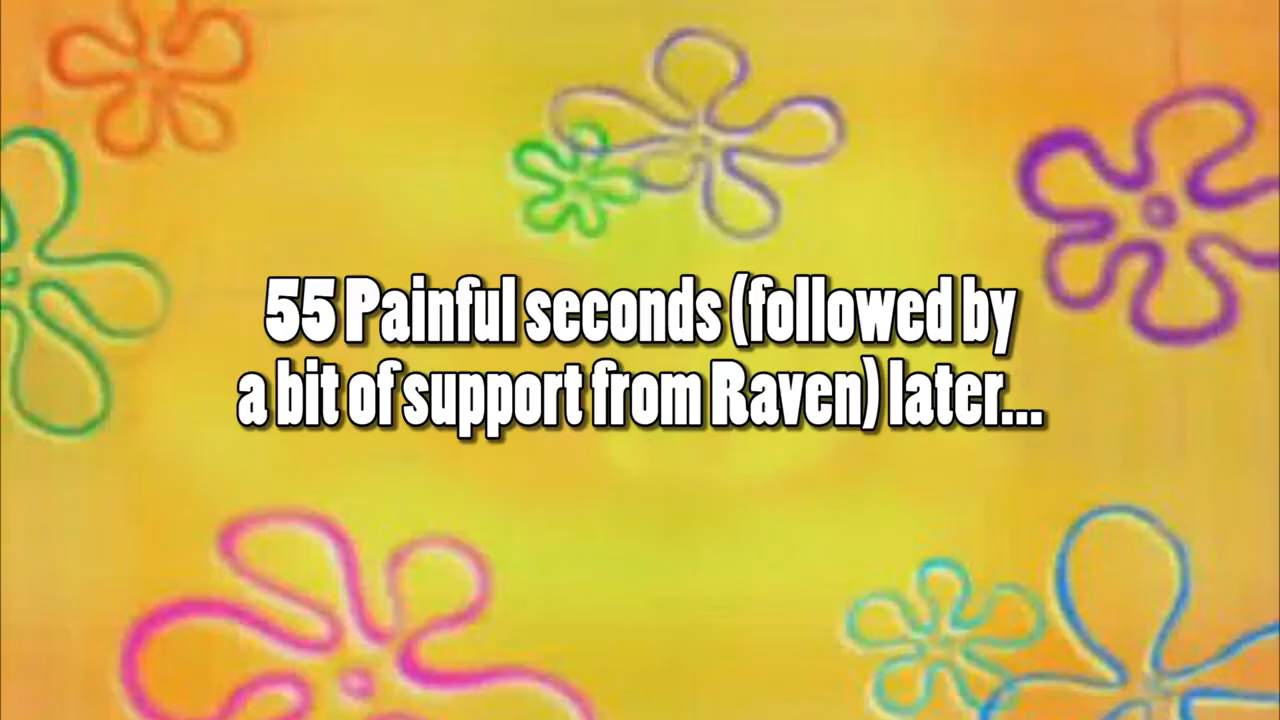 55 Painful seconds (followed by
a bit of support from Raven) later...